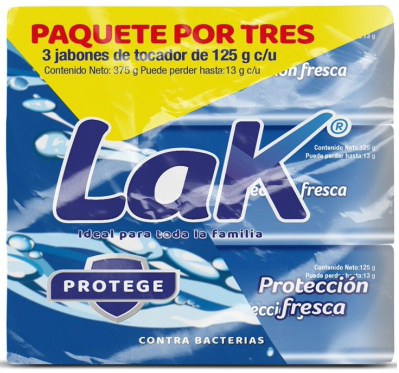 PAQUETE POR TRES
3 jabones de tocador de 125 g c/u
Contenido Neto: 375 g Puede perder hasta:13 g c/u
fresca
Lak®
Contenido Neto:125 g
Puede perder hasta:13 g
fresca
Ideal para toda la familia
Contenido Neto:125 g
Puede perder hasta:13 g
PROTEGE
Protección
fresca
CONTRA BACTERIAS